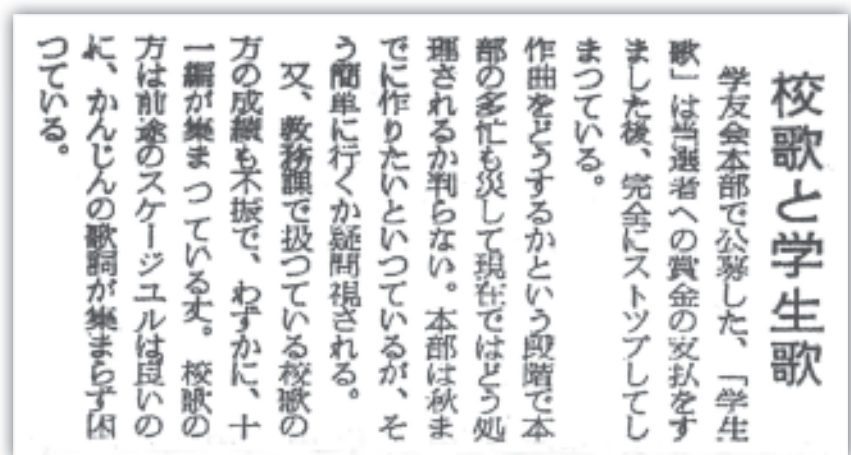 校歌と学生歌
学友会本部で公募した、「学生
歌」は当選者への賞金の支払をす
ました後、完全にストツプしてし
まつている。
作曲をどうするかという段階で本
部の多忙も災して現在ではどう処
理されるか判らない。本部は秋ま
でに作りたいといつているが、そ
う簡単に行くか疑問視される。
又、教務課で扱つている校歌の
方の成績も不振で、わずかに、十
一編が集まつている丈。校歌の
方は前途のスケージユルは良いの
に、かんじんの歌詞が集まらず困
つている。